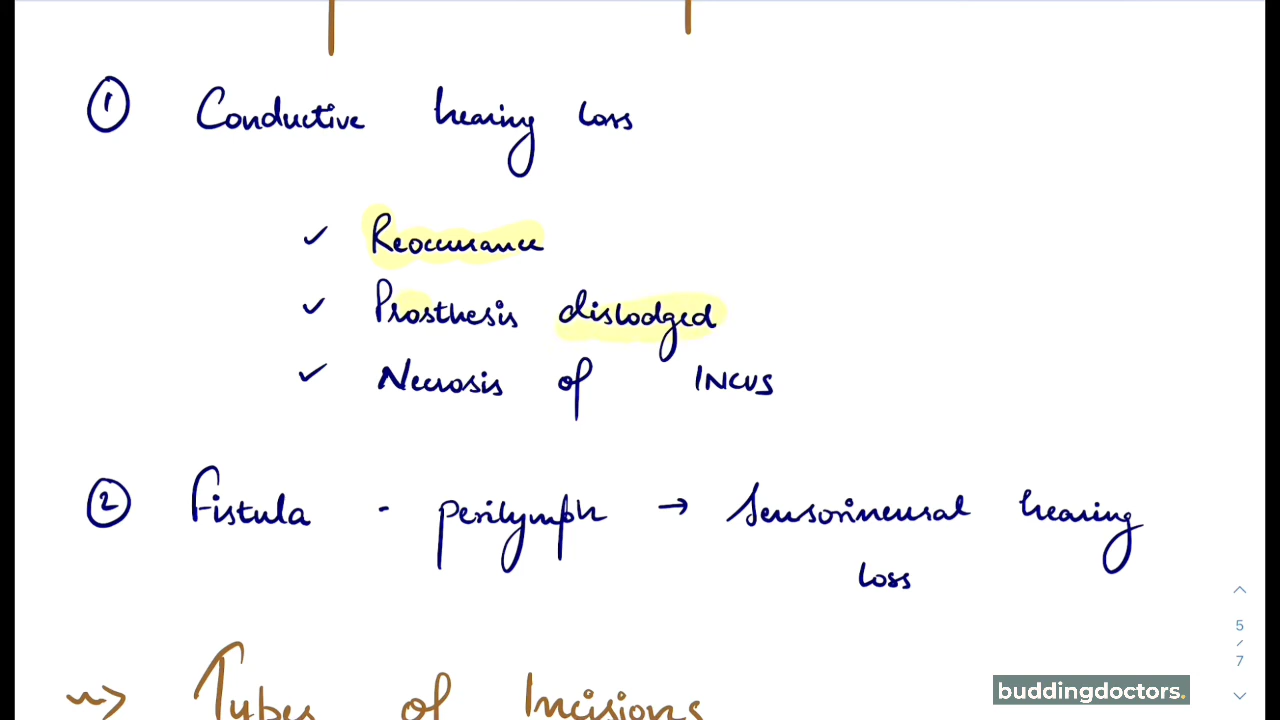 ① Conductive hearing loss
✓ Reoccurance
✓ Prosthesis dislodged
✓ Necrosis of INCUS
② Fistula - perilymph → Sensorineural hearing
loss
5
/
7
buddingdoctors.
~> Types of Incisions